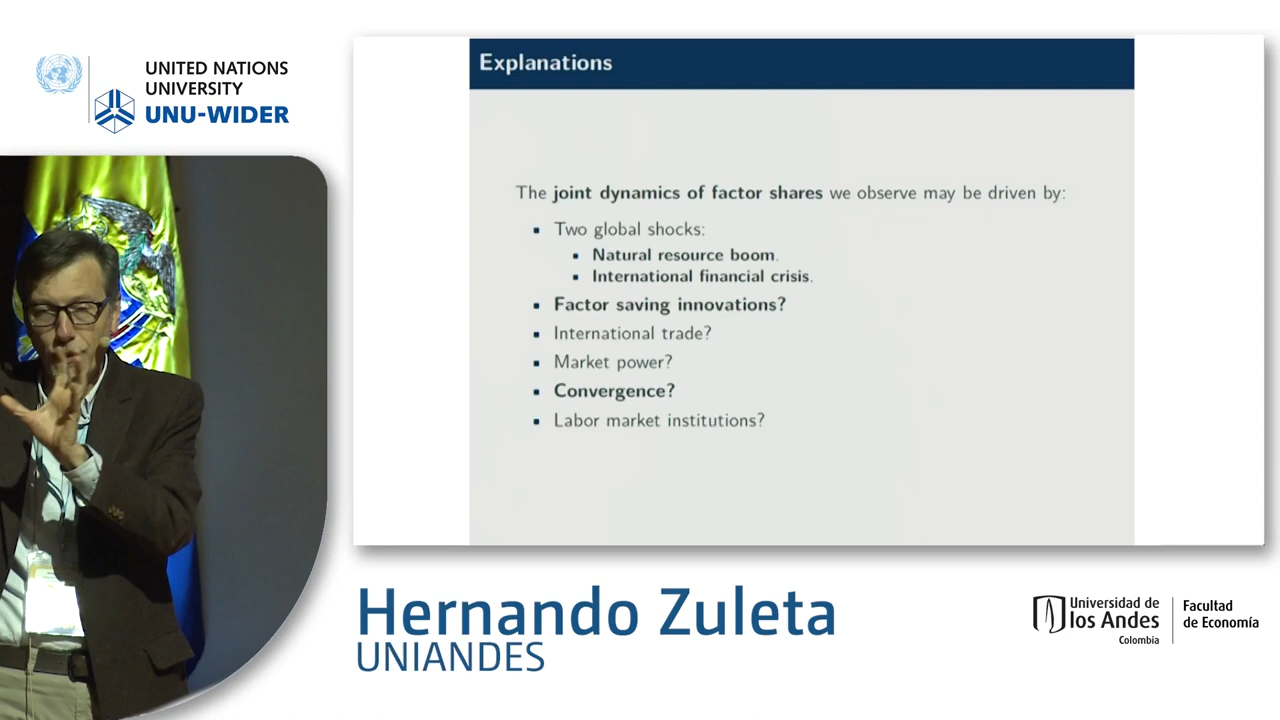 UNITED NATIONS
UNIVERSITY
UNU-WIDER
Explanations
The joint dynamics of factor shares we observe may be driven by:
Two global shocks:
Natural resource boom.
International financial crisis.
Factor saving innovations?
International trade?
Market power?
Convergence?
Labor market institutions?
Hernando Zuleta
UNIANDES
Universidad de
los Andes
Colombia
Facultad
de Economía